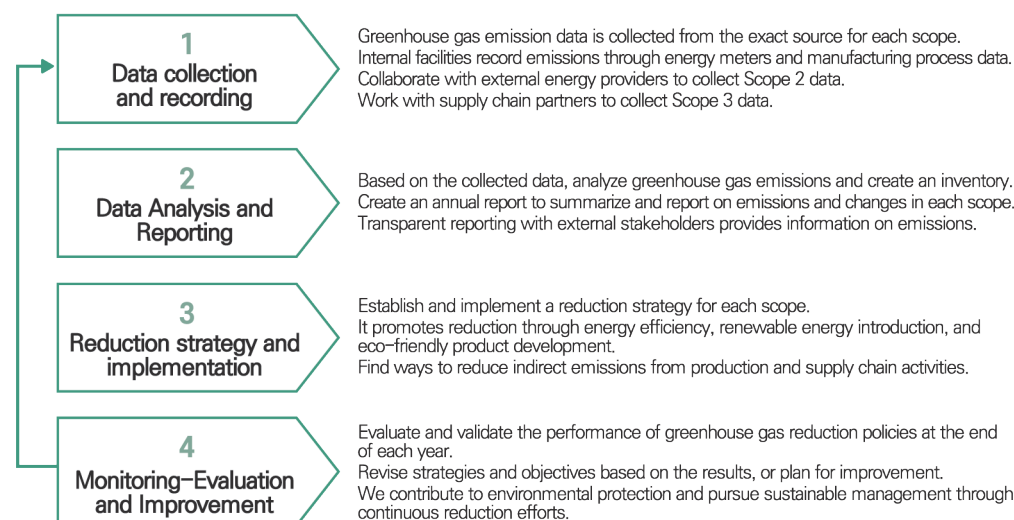 1
Data collection
and recording
Greenhouse gas emission data is collected from the exact source for each scope.
Internal facilities record emissions through energy meters and manufacturing process data.
Collaborate with external energy providers to collect Scope 2 data.
Work with supply chain partners to collect Scope 3 data.
2
Data Analysis and
Reporting
Based on the collected data, analyze greenhouse gas emissions and create an inventory.
Create an annual report to summarize and report on emissions and changes in each scope.
Transparent reporting with external stakeholders provides information on emissions.
3
Reduction strategy and
implementation
Establish and implement a reduction strategy for each scope.
It promotes reduction through energy efficiency, renewable energy introduction, and
eco-friendly product development.
Find ways to reduce indirect emissions from production and supply chain activities.
4
Monitoring-Evaluation
and Improvement
Evaluate and validate the performance of greenhouse gas reduction policies at the end
of each year.
Revise strategies and objectives based on the results, or plan for improvement.
We contribute to environmental protection and pursue sustainable management through
continuous reduction efforts.